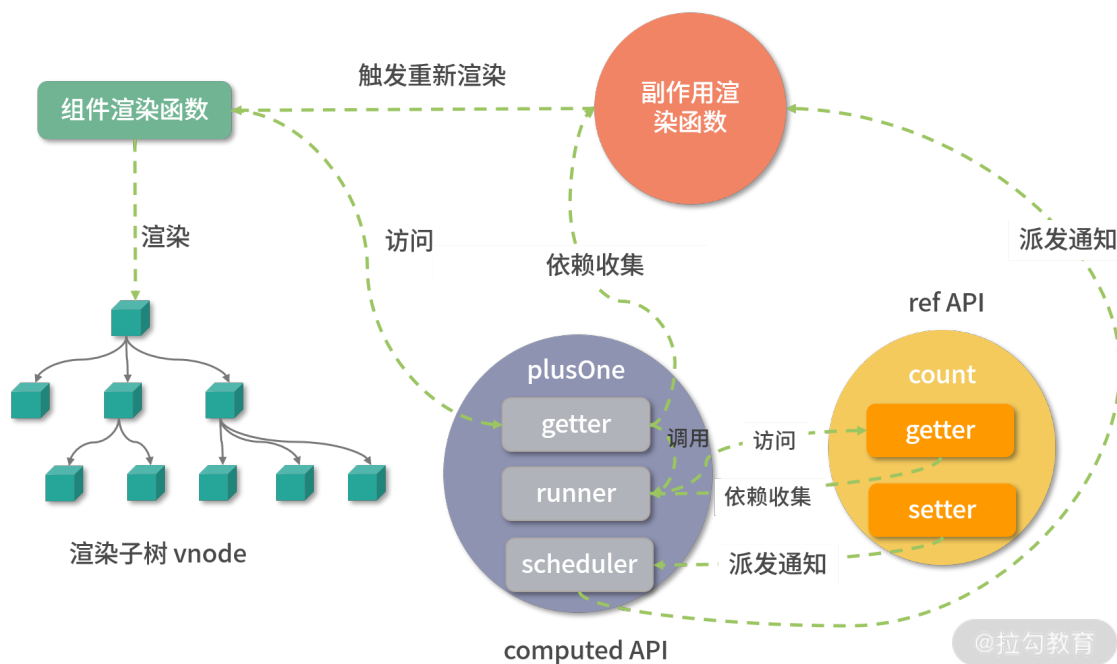 触发重新渲染
组件渲染函数
副作用渲
染函数
渲染
访问
依赖收集
派发通知
ref API
plusOne
count
getter
getter
调用
访问
runner
依赖收集
setter
scheduler
派发通知
渲染子树 vnode
computed API
@拉勾教育